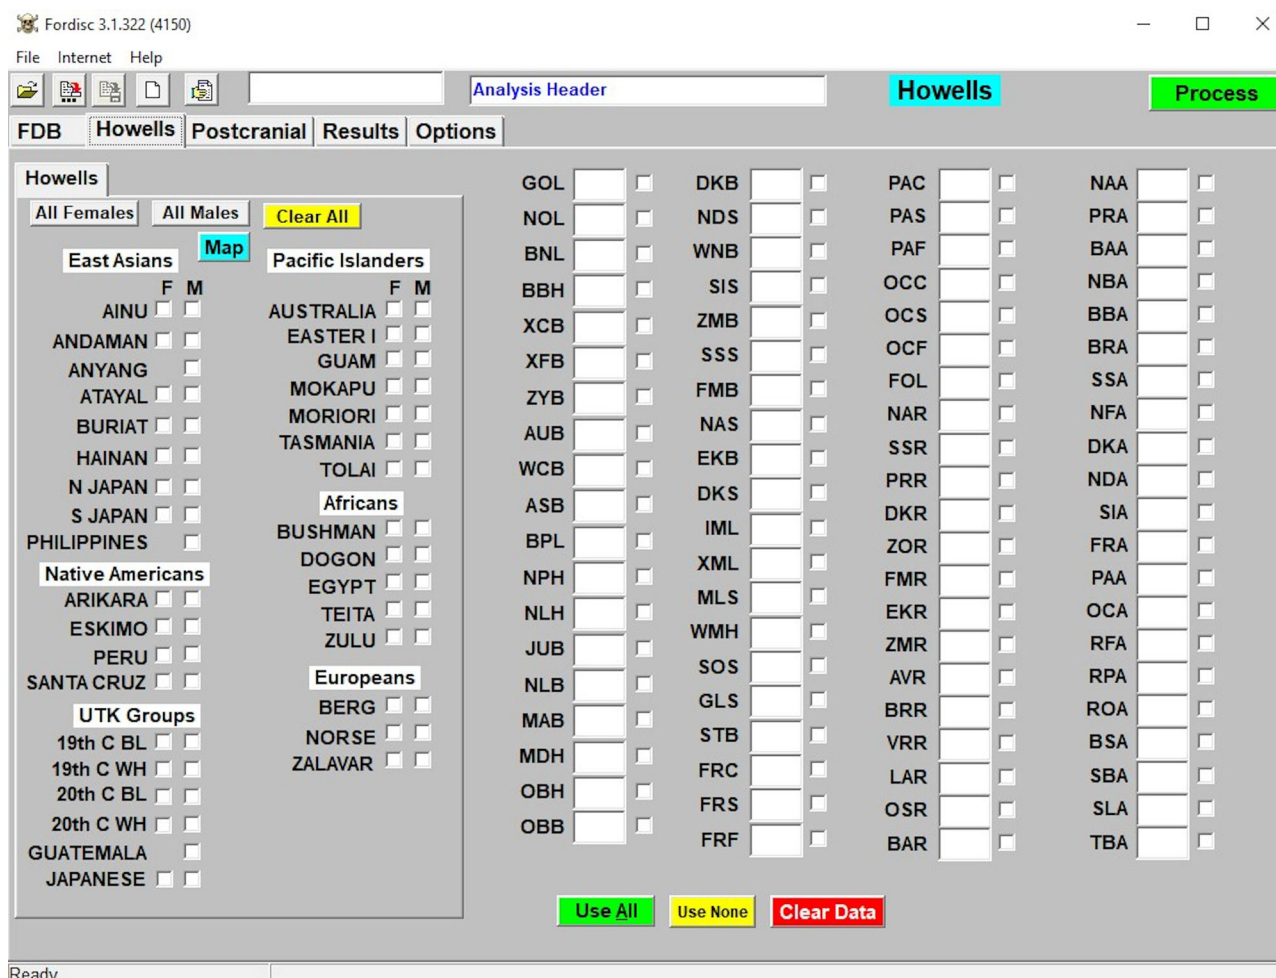 Fordisc 3.1.322 (4150)
File Internet Help
Analysis Header
Howells
Process
FDB Howells Postcranial Results Options
Howells
All Females All Males Clear All
Map
East Asians
F M
AINU
ANDAMAN
ANYANG
ATAYAL
BURIAT
HAINAN
N JAPAN
S JAPAN
PHILIPPINES
Native Americans
ARIKARA
ESKIMO
PERU
SANTA CRUZ
UTK Groups
19th C BL
19th C WH
20th C BL
20th C WH
GUATEMALA
JAPANESE
Pacific Islanders
F M
AUSTRALIA
EASTER I
GUAM
MOKAPU
MORIORI
TASMANIA
TOLAI
Africans
BUSHMAN
DOGON
EGYPT
TEITA
ZULU
Europeans
BERG
NORSE
ZALAVAR
GOL
NOL
BNL
BBH
XCB
XFB
ZYB
AUB
WCB
ASB
BPL
NPH
NLH
JUB
NLB
MAB
MDH
OBH
OBB
DKB
NDS
WNB
SIS
ZMB
SSS
FMB
NAS
EKB
DKS
IML
XML
MLS
WMH
SOS
GLS
STB
FRC
FRS
FRF
PAC
PAS
PAF
OCC
OCS
OCF
FOL
NAR
SSR
PRR
DKR
ZOR
FMR
EKR
ZMR
AVR
BRR
VRR
LAR
OSR
BAR
NAA
PRA
BAA
NBA
BBA
BRA
SSA
NFA
DKA
NDA
SIA
FRA
PAA
OCA
RFA
RPA
ROA
BSA
SBA
SLA
TBA
Use All Use None Clear Data
Ready